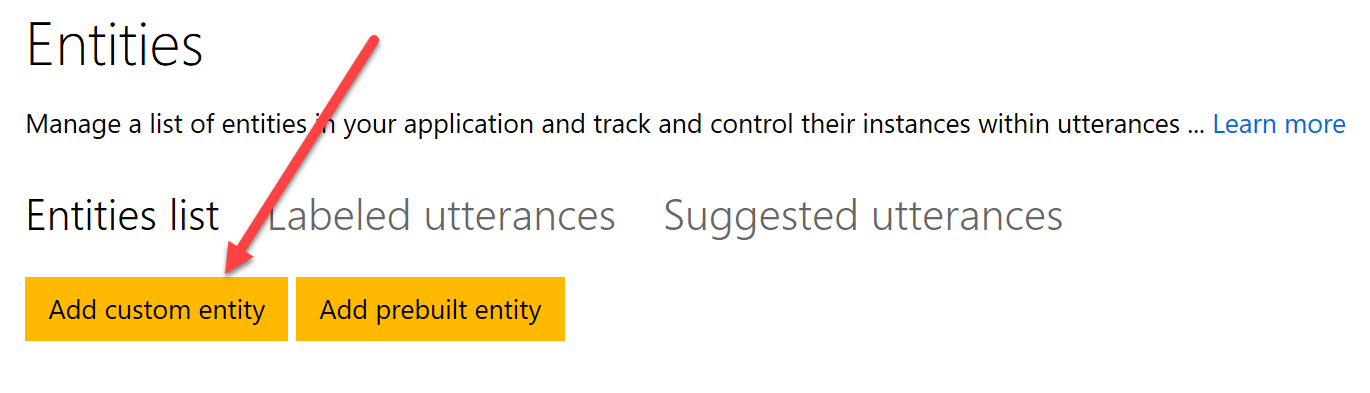 Entities
Manage a list of entities in your application and track and control their instances within utterances ... Learn more
Entities list Labeled utterances Suggested utterances
Add custom entity Add prebuilt entity